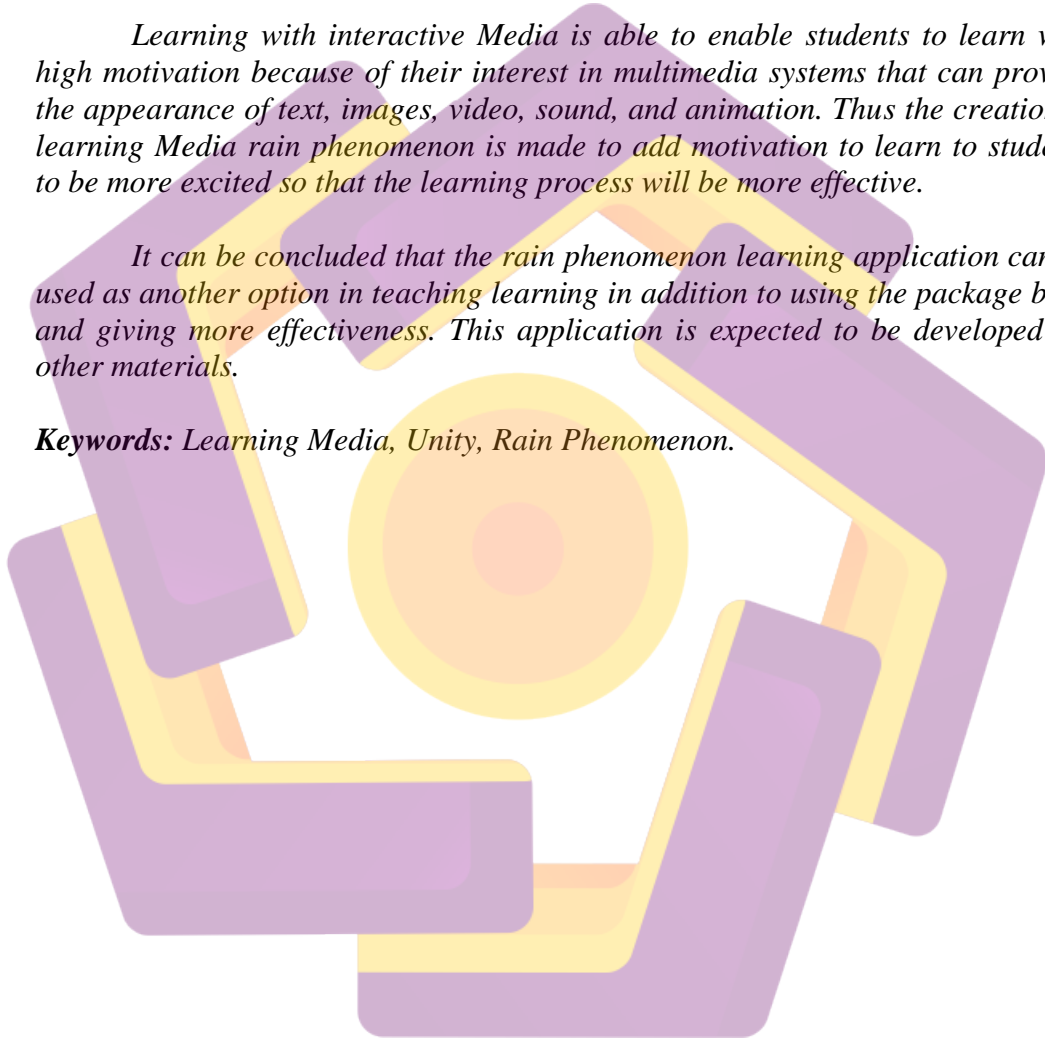 Learning with interactive Media is able to enable students to learn
high motivation because of their interest in multimedia systems that can
the appearance of text, images, video, sound, and animation. Thus the creation
learning Media rain phenomenon is made to add motivation to learn to
to be more excited so that the learning process will be more effective.
It can be concluded that the rain phenomenon learning application can
used as another option in teaching learning in addition to using the package
and giving more effectiveness. This application is expected to be developed
other materials.
Keywords: Learning Media, Unity, Rain Phenomenon.